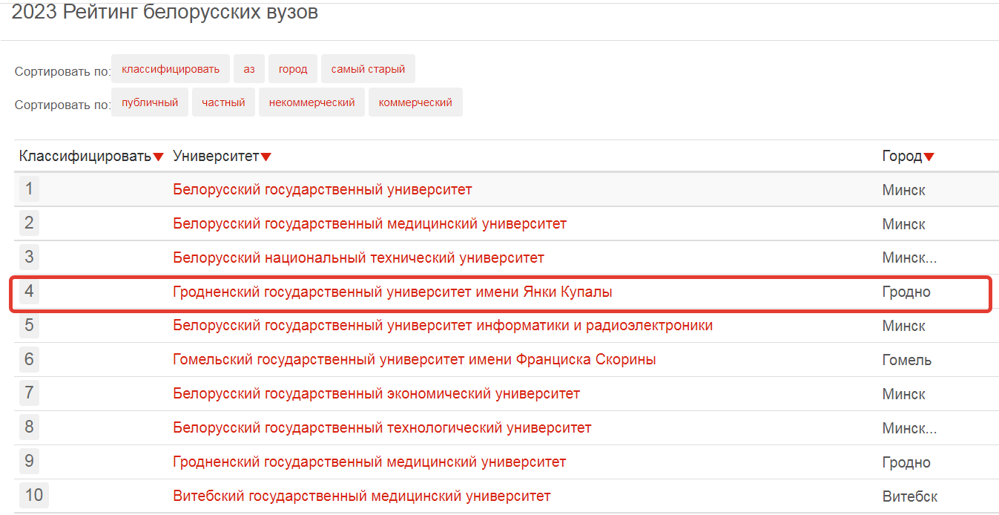 2023 Рейтинг белорусских вузов
Сортировать по: классифицировать аз город самый старый
Сортировать по: публичный частный некоммерческий коммерческий
Классифицировать Университет Город
1 Белорусский государственный университет Минск
2 Белорусский государственный медицинский университет Минск
3 Белорусский национальный технический университет Минск...
4 Гродненский государственный университет имени Янки Купалы Гродно
5 Белорусский государственный университет информатики и радиоэлектроники Минск
6 Гомельский государственный университет имени Франциска Скорины Гомель
7 Белорусский государственный экономический университет Минск
8 Белорусский государственный технологический университет Минск...
9 Гродненский государственный медицинский университет Гродно
10 Витебский государственный медицинский университет Витебск